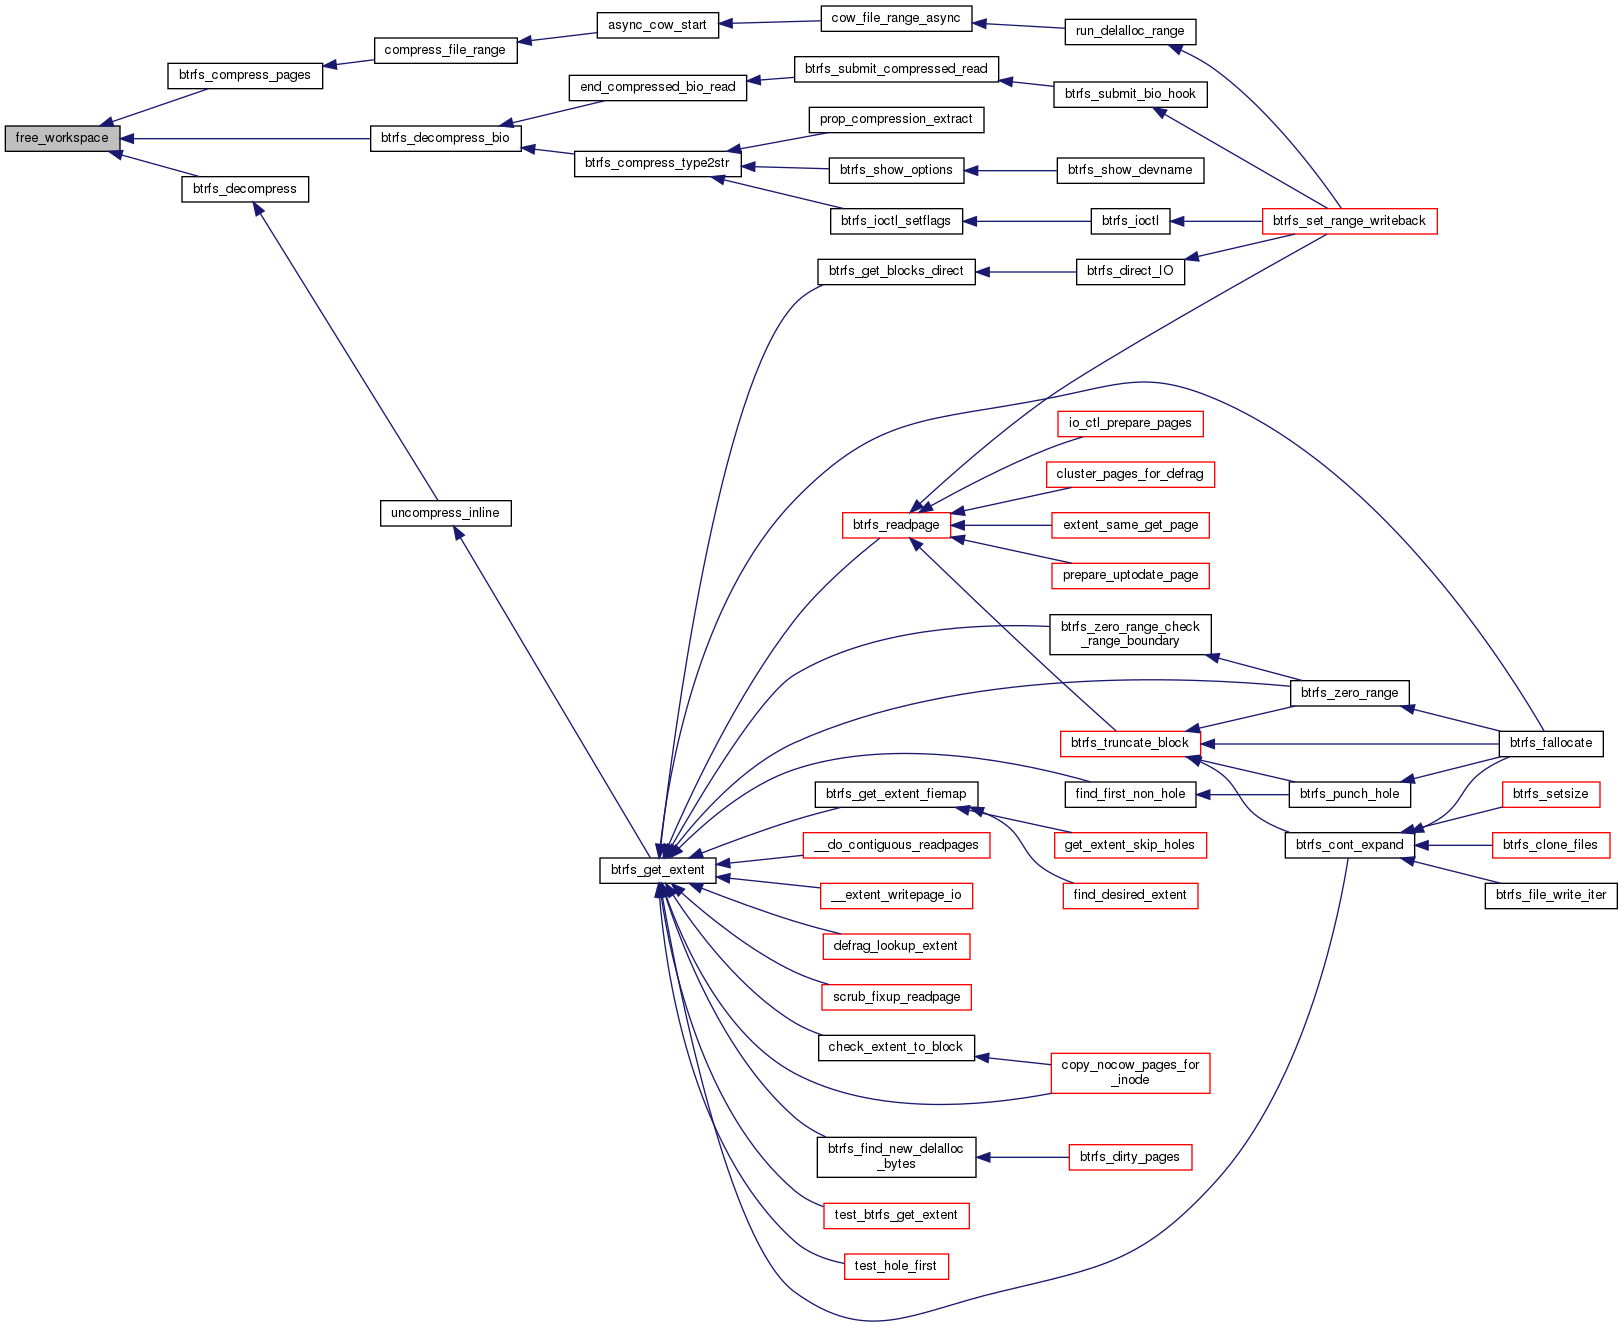 async_cow_start
cow_file_range_async
run_delalloc_range
compress_file_range
btrfs_compress_pages
end_compressed_bio_read
btrfs_submit_compressed_read
btrfs_submit_bio_hook
free_workspace
btrfs_decompress_bio
prop_compression_extract
btrfs_compress_type2str
btrfs_show_options
btrfs_show_devname
btrfs_decompress
btrfs_ioctl_setflags
btrfs_ioctl
btrfs_set_range_writeback
btrfs_get_blocks_direct
btrfs_direct_IO
io_ctl_prepare_pages
cluster_pages_for_defrag
uncompress_inline
btrfs_readpage
extent_same_get_page
prepare_uptodate_page
btrfs_zero_range_check
_range_boundary
btrfs_zero_range
btrfs_truncate_block
btrfs_fallocate
btrfs_get_extent_fiemap
find_first_non_hole
btrfs_punch_hole
btrfs_setsize
__do_contiguous_readpages
get_extent_skip_holes
btrfs_cont_expand
btrfs_clone_files
btrfs_get_extent
__extent_writepage_io
find_desired_extent
btrfs_file_write_iter
defrag_lookup_extent
scrub_fixup_readpage
check_extent_to_block
copy_nocow_pages_for
_inode
btrfs_find_new_delalloc
_bytes
btrfs_dirty_pages
test_btrfs_get_extent
test_hole_first